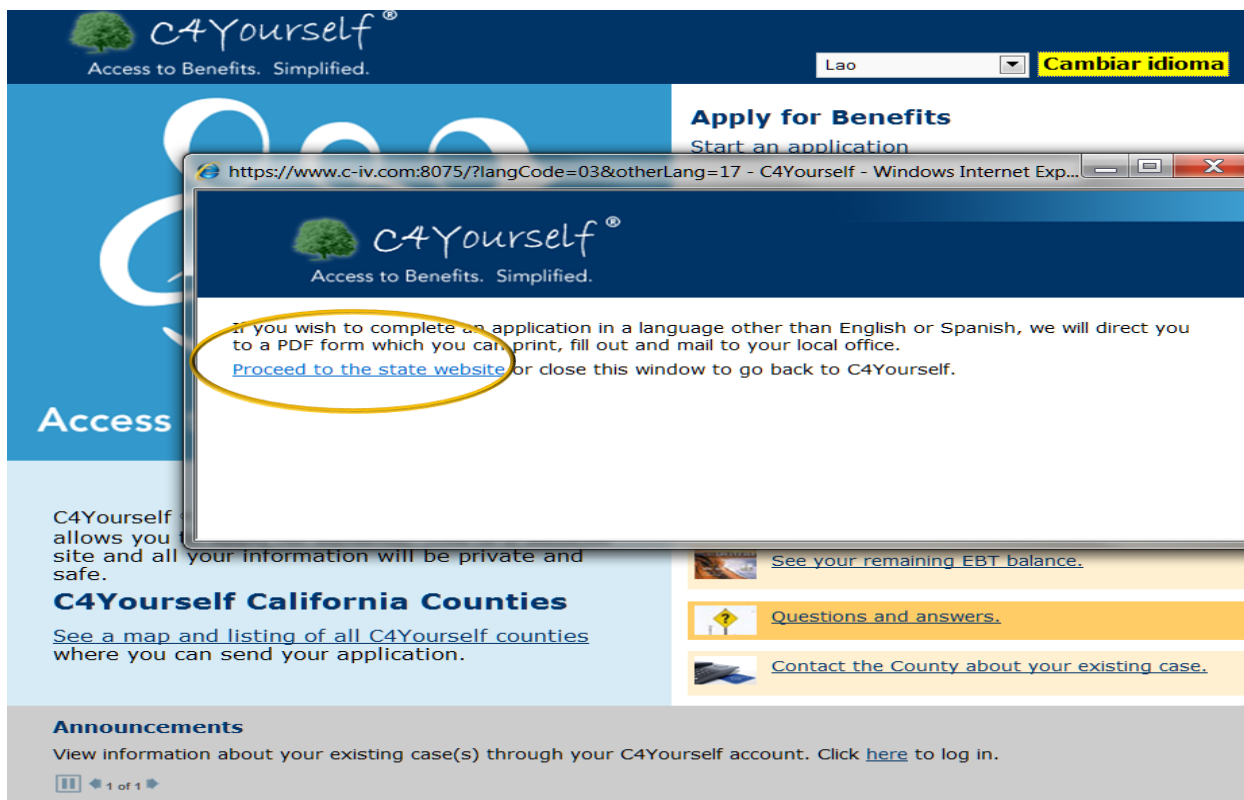 C4Yourself®
Access to Benefits. Simplified.
Lao
Cambiar idioma
Apply for Benefits
Start an application
https://www.c-iv.com:8075/?langCode=03&otherLang=17 - C4Yourself - Windows Internet Exp...
C4Yourself®
Access to Benefits. Simplified.
If you wish to complete an application in a language other than English or Spanish, we will direct you
to a PDF form which you can print, fill out and mail to your local office.
Proceed to the state website or close this window to go back to C4Yourself.
Access
C4Yourself
allows you
site and all your information will be private and
safe.
C4Yourself California Counties
See a map and listing of all C4Yourself counties
where you can send your application.
See your remaining EBT balance.
Questions and answers.
Contact the County about your existing case.
Announcements
View information about your existing case(s) through your C4Yourself account. Click here to log in.
1 of 1